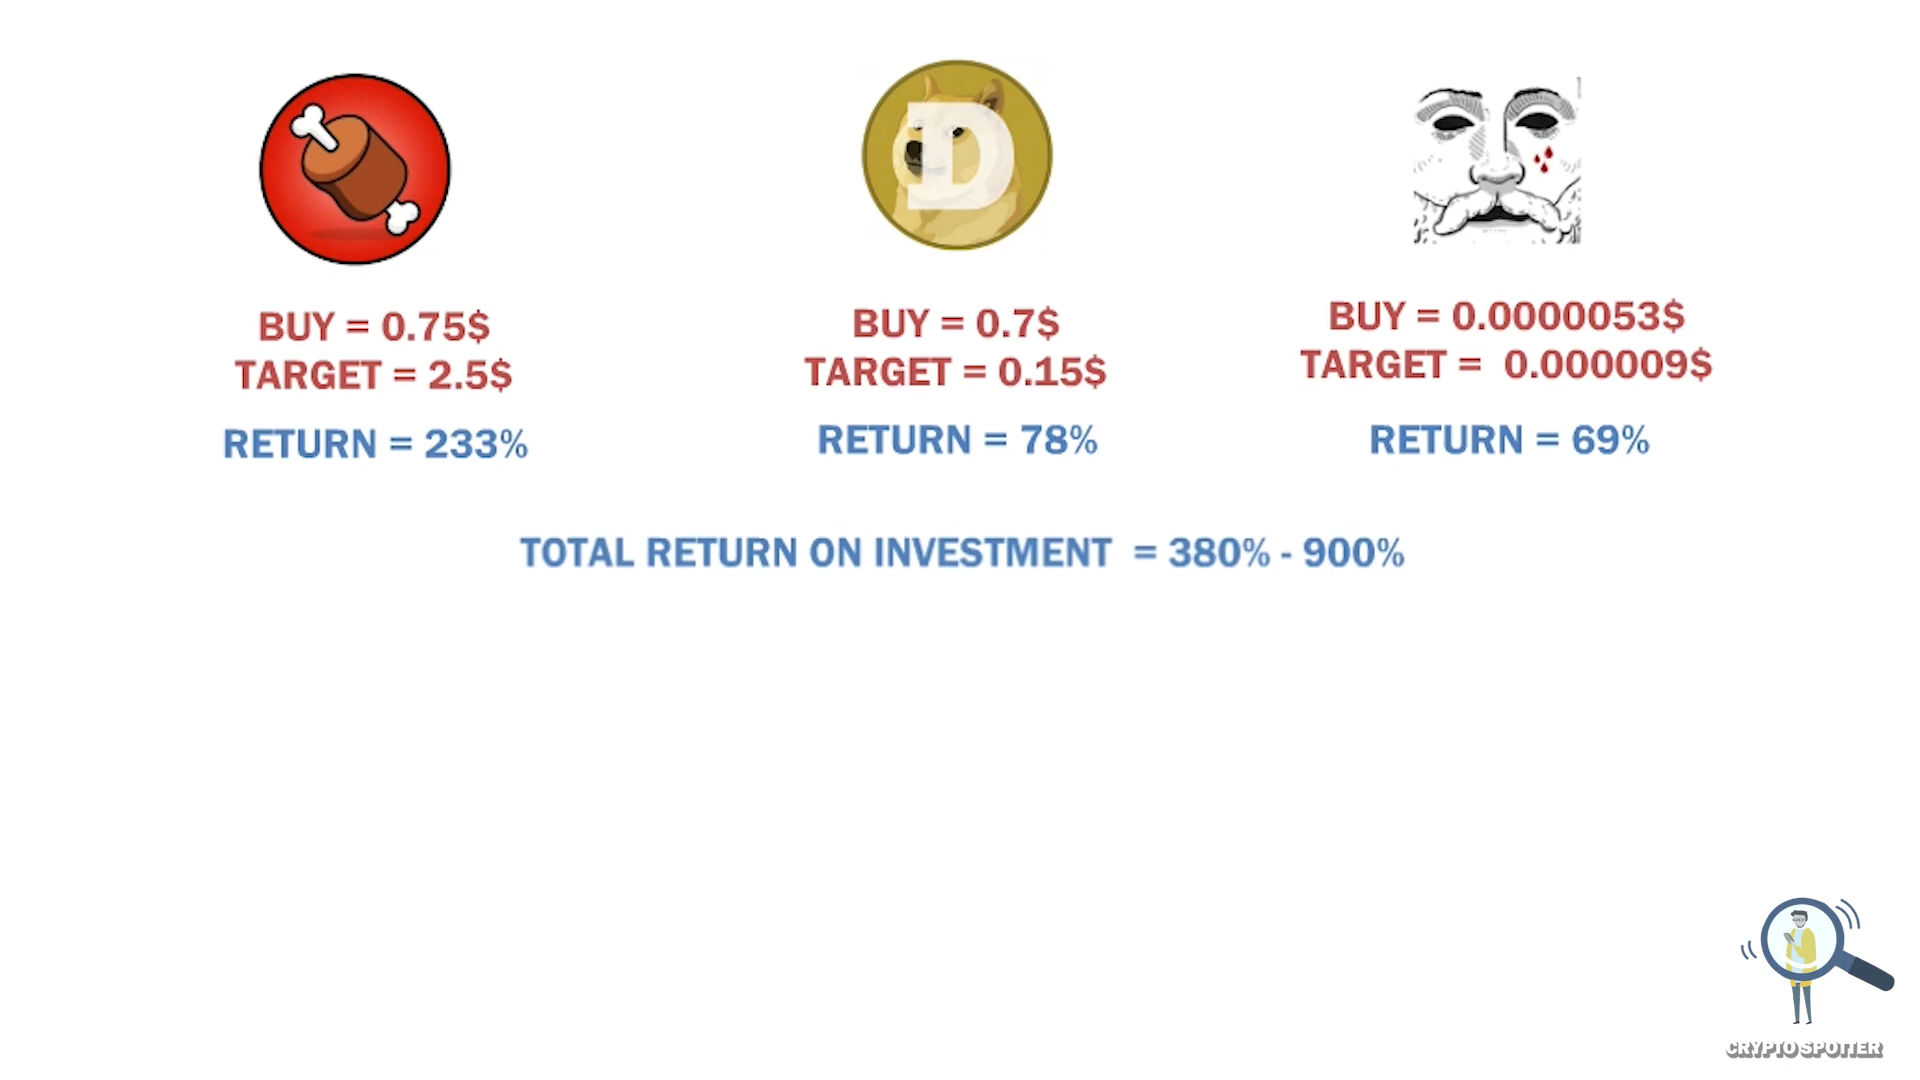 D
BUY = 0.75$
TARGET = 2.5$
RETURN = 233%
BUY = 0.7$
TARGET = 0.15$
RETURN = 78%
BUY = 0.0000053$
TARGET = 0.000009$
RETURN = 69%
TOTAL RETURN ON INVESTMENT = 380% - 900%
CRYPTO SPOTTER